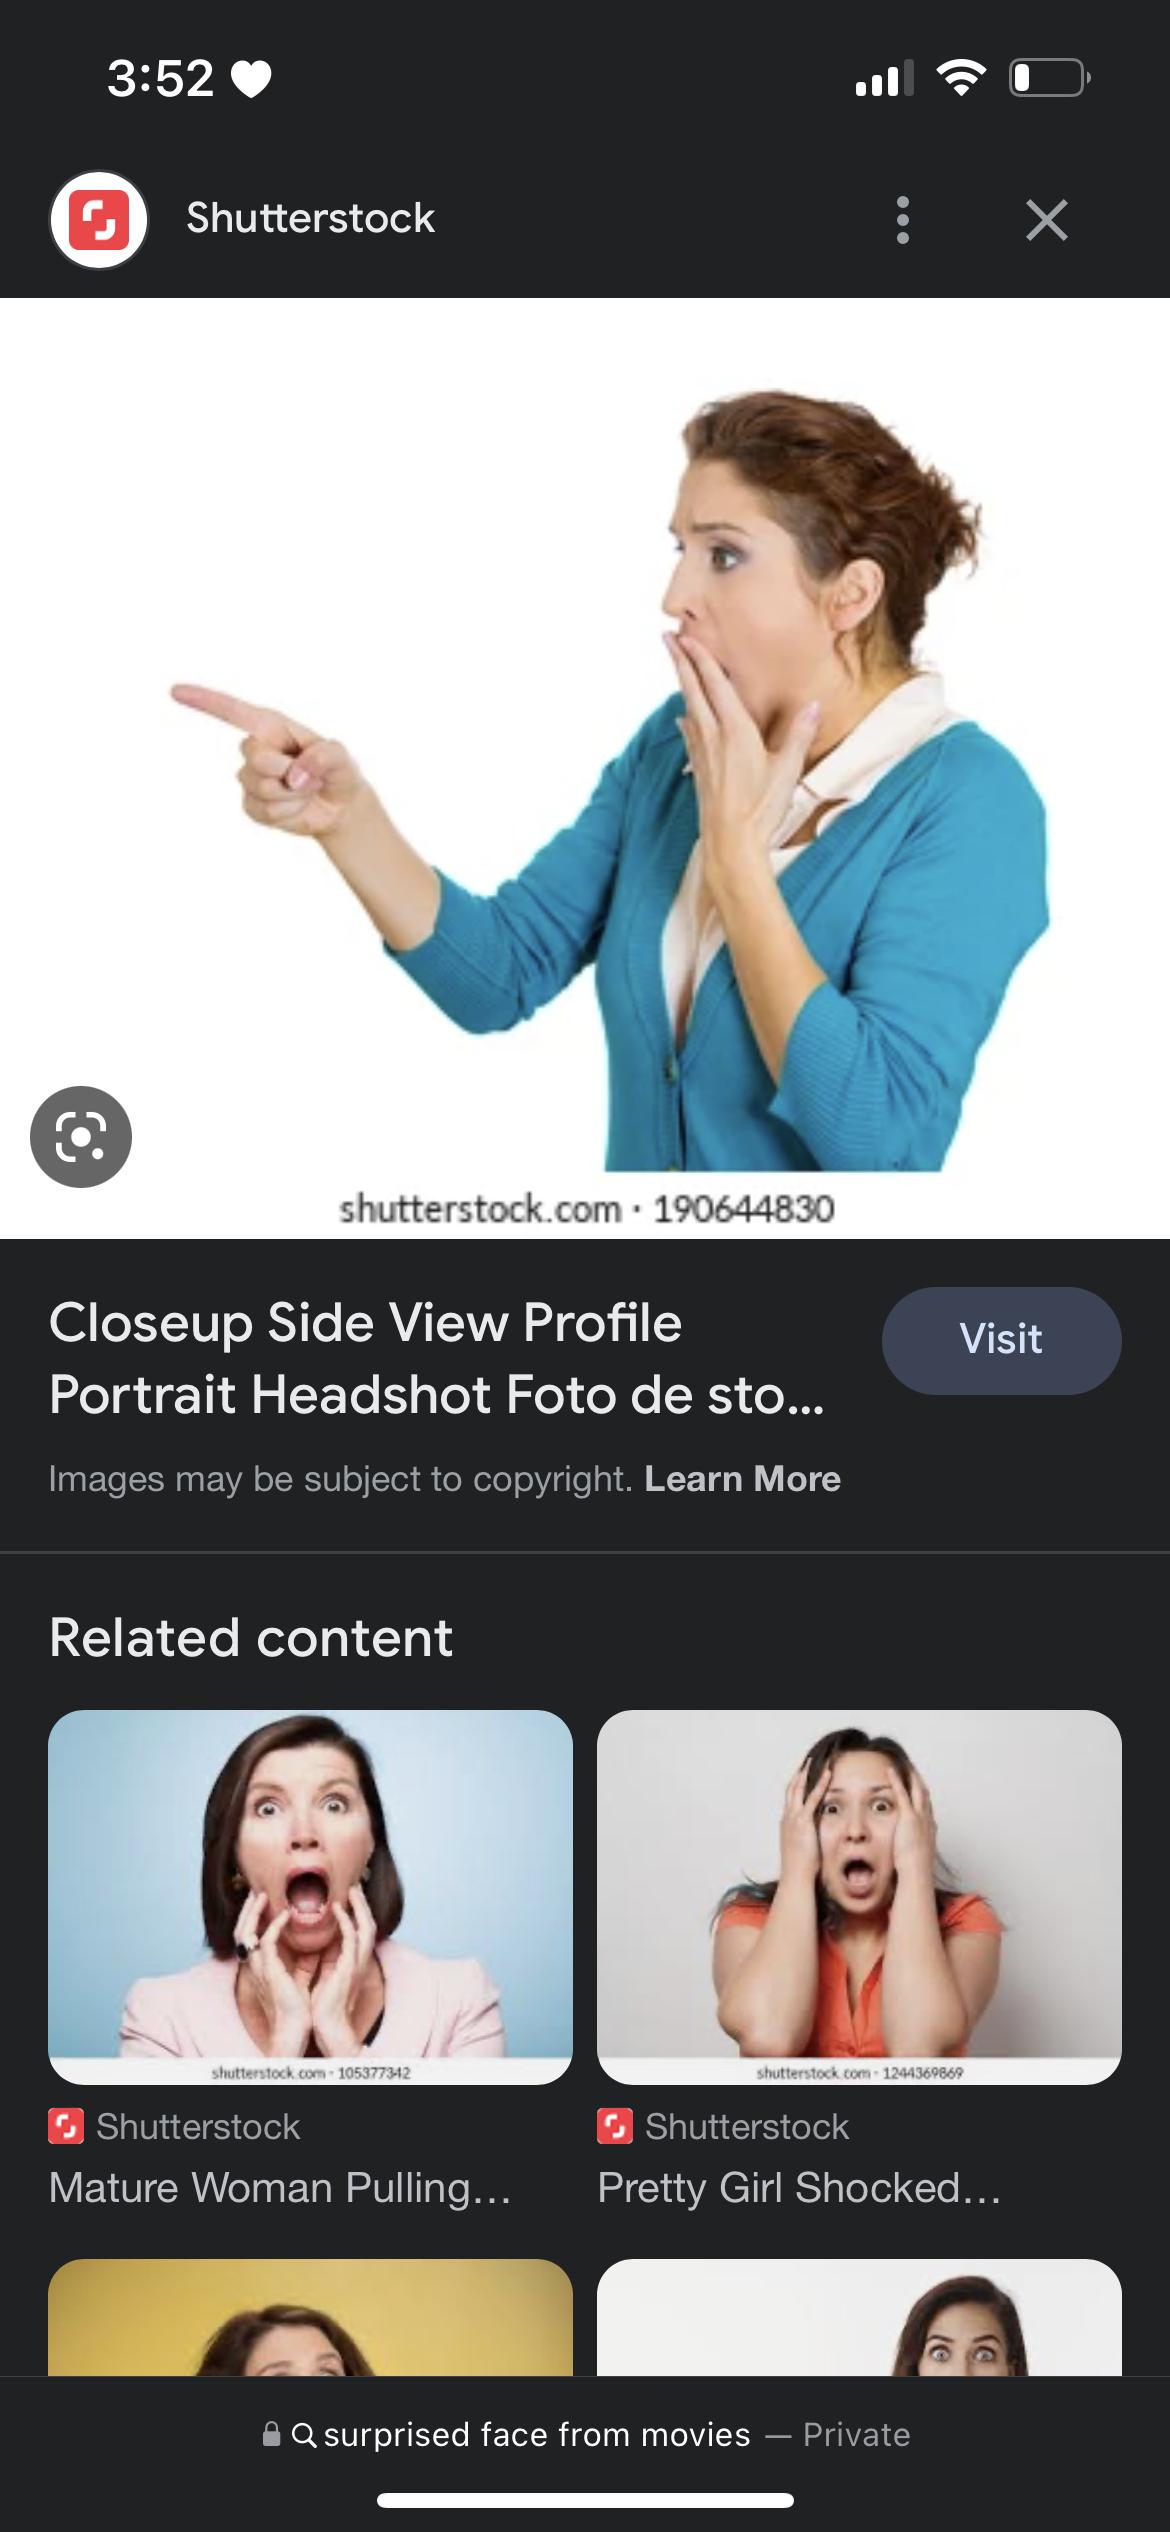 3:52
Shutterstock
shutterstock.com · 190644830
Closeup Side View Profile
Portrait Headshot Foto de sto...
Visit
Images may be subject to copyright. Learn More
Related content
shutterstock.com · 105377342
shutterstock.com · 1244369869
Shutterstock
Shutterstock
Mature Woman Pulling...
Pretty Girl Shocked...
surprised face from movies — Private